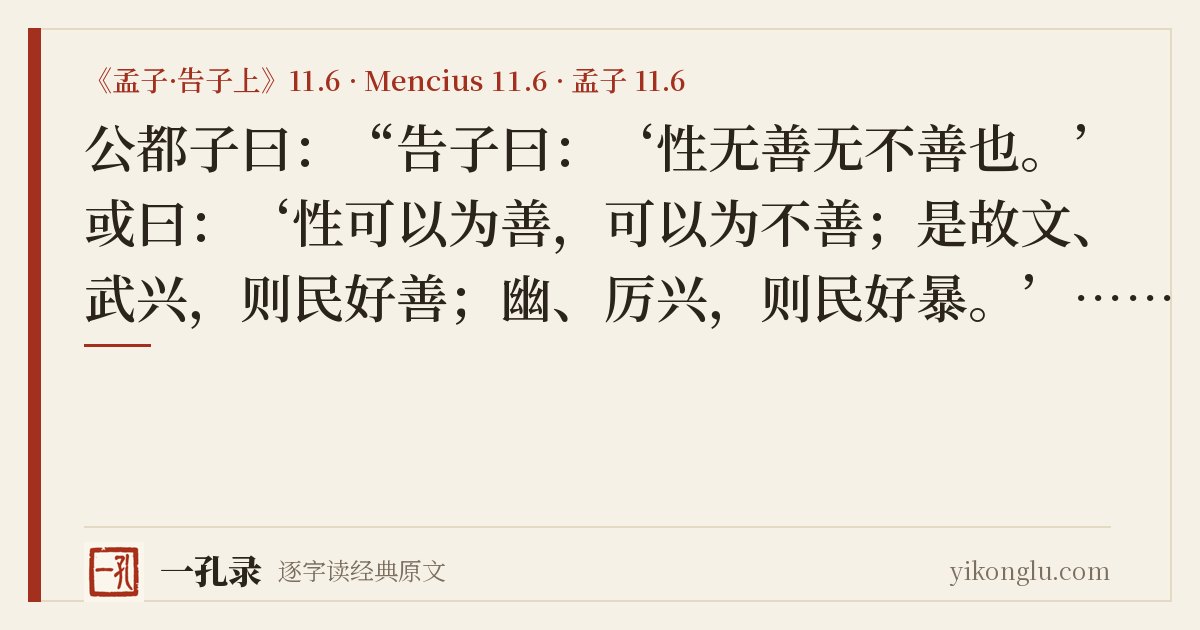 《孟子·告子上》11.6 · Mencius 11.6 · 孟子 11.6
公都子曰：“告子曰：‘性无善无不善也。’
或曰：‘性可以为善，可以为不善；是故文、
武兴，则民好善；幽、厉兴，则民好暴。’……
一孔
一孔录 逐字读经典原文
yikonglu.com